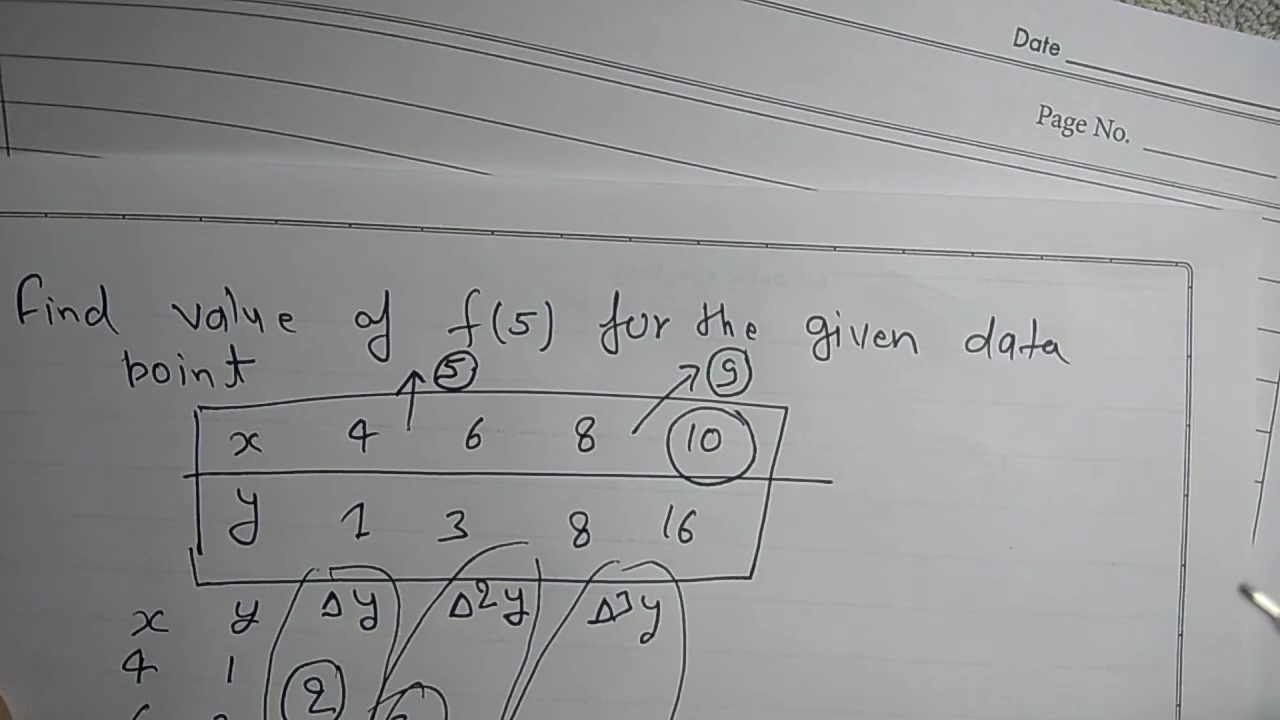 Date
Page No.
Find value of f(5) for the given data
point
5 9
x 4 6 8 10
y 1 3 8 16
x y Δy Δ2y Δ3y
4 1
2